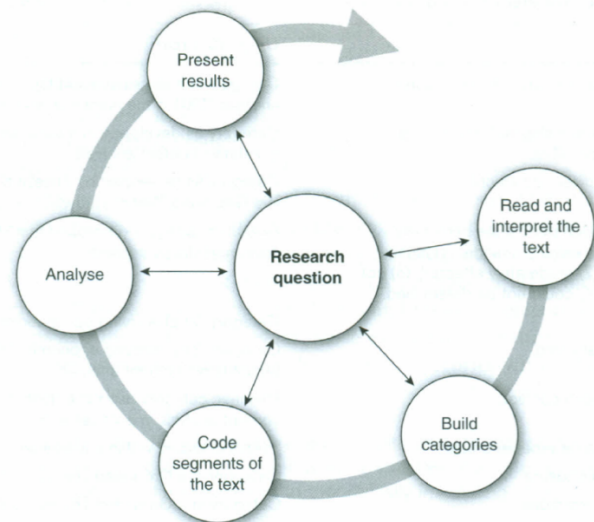 Present
results
Read and
interpret the
text
Research
question
Analyse
Build
categories
Code
segments of
the text